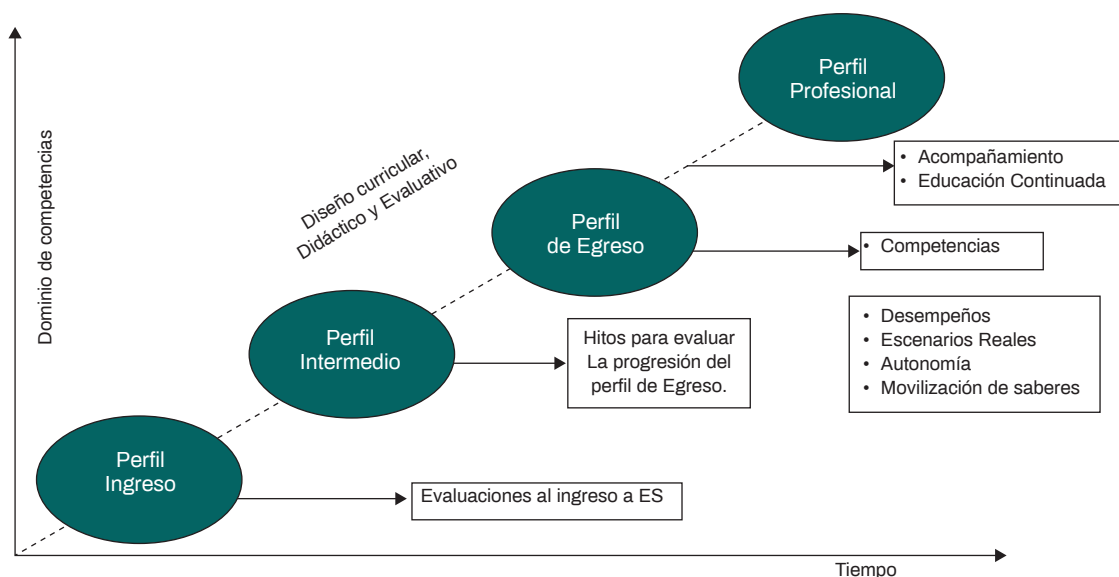 Perfil
Profesional
• Acompañamiento
• Educación Continuada
Diseño curricular,
Didáctico y Evaluativo
Perfil
de Egreso
• Competencias
Dominio de competencias
Perfil
Intermedio
Hitos para evaluar
La progresión del
perfil de Egreso.
• Desempeños
• Escenarios Reales
• Autonomía
• Movilización de saberes
Perfil
Ingreso
Evaluaciones al ingreso a ES
Tiempo